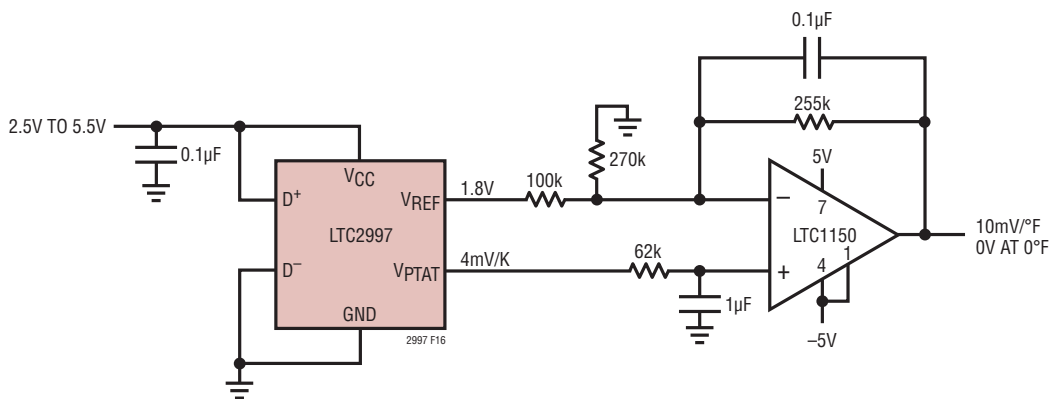 0.1µF
255k
2.5V TO 5.5V
0.1µF
270k
5V
VCC
D+
VREF
1.8V
100k
–
7
LTC2997
LTC1150
10mV/°F
0V AT 0°F
D–
VPTAT
4mV/K
62k
+
4
1
GND
1µF
–5V
2997 F16